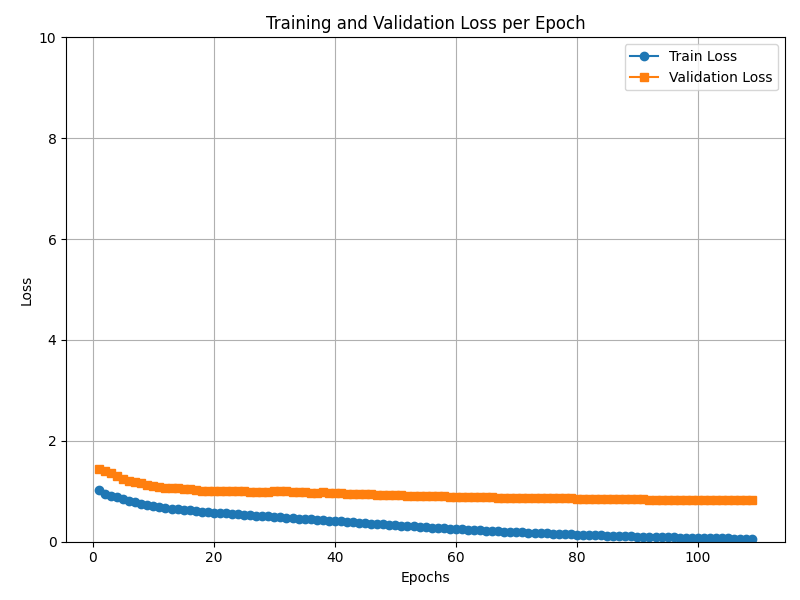 Training and Validation Loss per Epoch
10
8
6
4
2
0
Loss
Train Loss
Validation Loss
0 20 40 60 80 100
Epochs